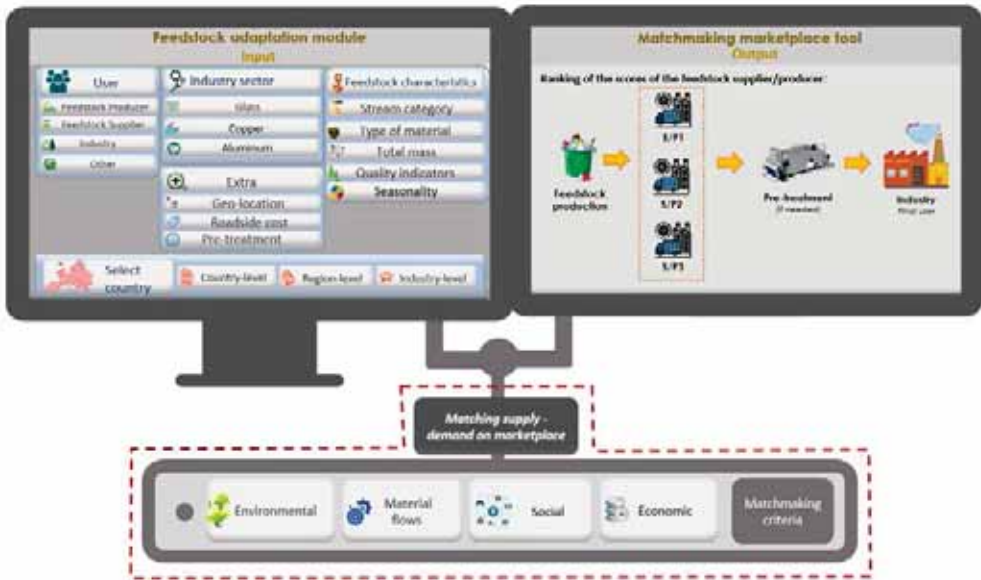 Feedstock adaptation module
Input
User
Feedstock Producer
Feedstock Supplier
Industry
Other
Industry sector
Glass
Copper
Aluminum
Extra
Geo-location
Roadside cost
Pre-treatment
Feedstock characteristics
Stream category
Type of material
Total mass
Quality indicators
Seasonality
Select
country
Country-level
Region-level
Industry-level
Matchmaking marketplace tool
Output
Ranking of the scores of the feedstock supplier/producer:
Feedstock
production
S/P1
S/P2
S/P3
Pre-treatment
(if needed)
Industry
Final user
Matching supply -
demand on marketplace
Environmental
Material
flows
Social
Economic
Matchmaking
criteria